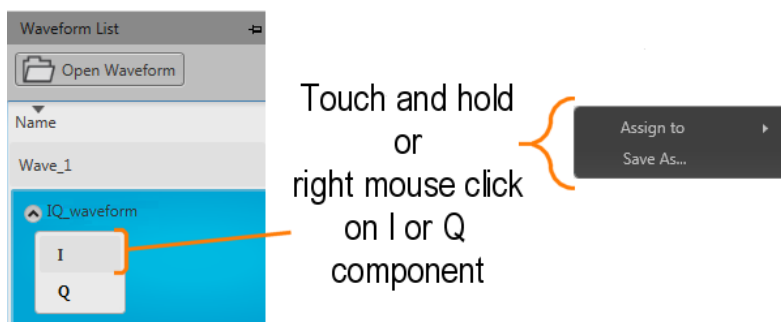 Waveform List
Open Waveform
Name
Wave_1
IQ_waveform
I
Q
Touch and hold
or
right mouse click
on I or Q
component
Assign to
Save As...